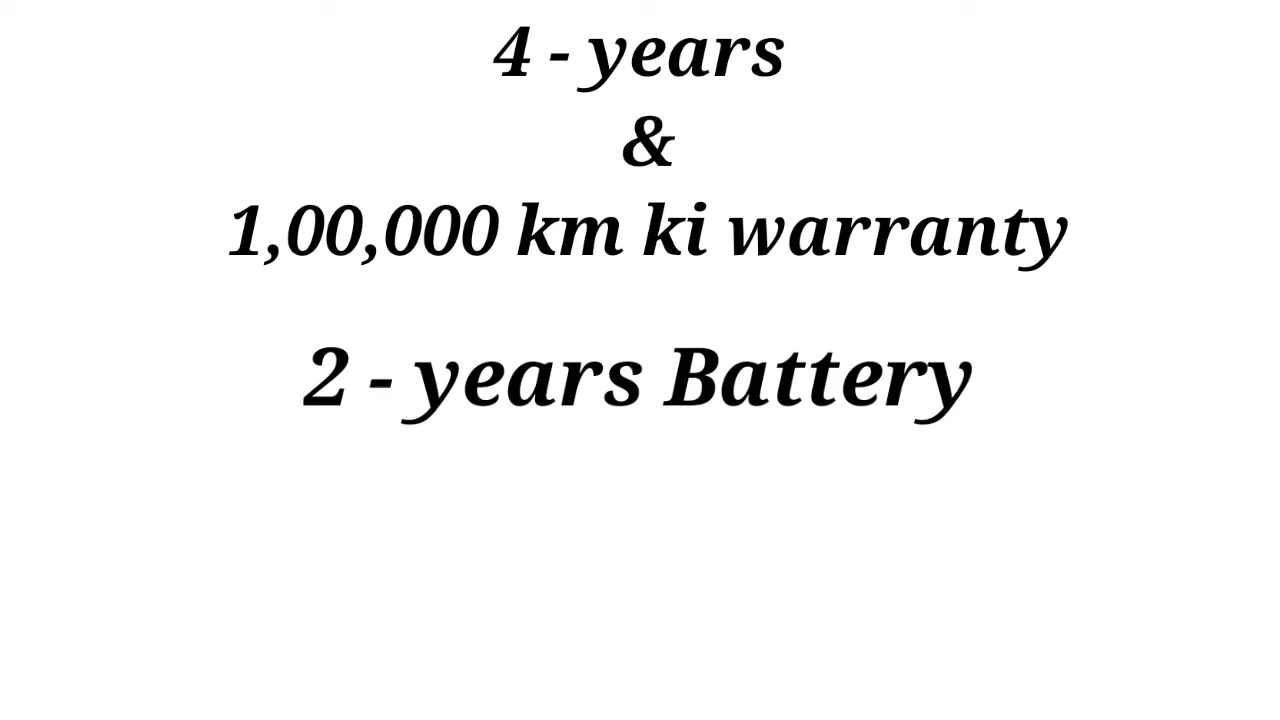 4 - years
&
1,00,000 km ki warranty
2 - years Battery